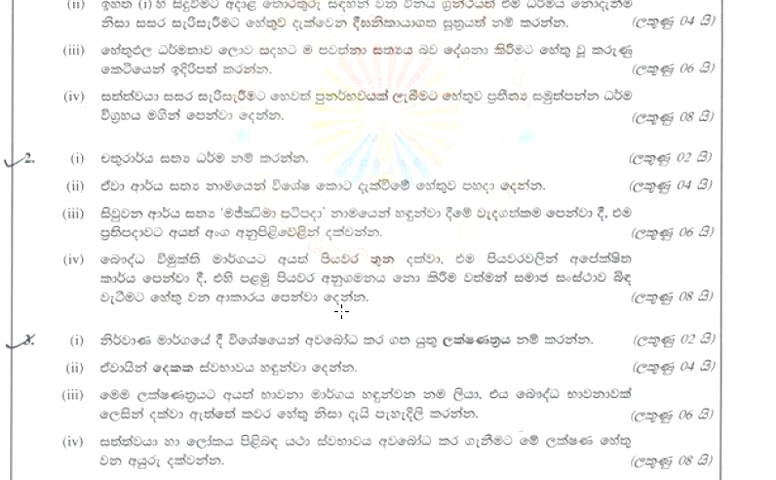 (ii) ඉහත (i) හි සිදුවීමට අදාළ තොරතුරු සඳහන් වන විනය ග්‍රන්ථයත් එම ධර්මය නොදැනීම
නිසා සසර සැරිසැරීමට හේතුව දැක්වෙන දීඝනිකායාගත සූත්‍රයත් නම් කරන්න. (ලකුණු 04 යි)
(iii) හේතුඵල ධර්මතාව ලොව සදහට ම පවත්නා සත්‍යය බව දේශනා කිරීමට හේතු වූ කරුණු
කෙටියෙන් ඉදිරිපත් කරන්න. (ලකුණු 06 යි)
(iv) සත්ත්වයා සසර සැරිසැරීමට හෙවත් පුනර්භවයක් ලැබීමට හේතුව ප්‍රතීත්‍ය සමුත්පන්න ධර්ම
විග්‍රහය මගින් පෙන්වා දෙන්න. (ලකුණු 08 යි)
2. (i) චතුරාර්ය සත්‍ය ධර්ම නම් කරන්න. (ලකුණු 02 යි)
(ii) ඒවා ආර්ය සත්‍ය නාමයෙන් විශේෂ කොට දැක්වීමේ හේතුව පහදා දෙන්න. (ලකුණු 04 යි)
(iii) සිවුවන ආර්ය සත්‍ය 'මජ්ඣිමා පටිපදා' නාමයෙන් හඳුන්වා දීමේ වැදගත්කම පෙන්වා දී, එම
ප්‍රතිපදාවට අයත් අංග අනුපිළිවෙළින් දක්වන්න. (ලකුණු 06 යි)
(iv) බෞද්ධ විමුක්ති මාර්ගයට අයත් පියවර තුන දක්වා, එම පියවරවලින් අපේක්ෂිත
කාර්ය පෙන්වා දී, එහි පළමු පියවර අනුගමනය නො කිරීම වත්මන් සමාජ සංස්ථාව බිඳ
වැටීමට හේතු වන ආකාරය පෙන්වා දෙන්න. (ලකුණු 08 යි)
3. (i) නිර්වාණ මාර්ගයේ දී විශේෂයෙන් අවබෝධ කර ගත යුතු ලක්ෂණත්‍රය නම් කරන්න. (ලකුණු 02 යි)
(ii) ඒවායින් දෙකක ස්වභාවය හඳුන්වා දෙන්න. (ලකුණු 04 යි)
(iii) මෙම ලක්ෂණත්‍රයට අයත් භාවනා මාර්ගය හඳුන්වන නම ලියා, එය බෞද්ධ භාවනාවක්
ලෙසින් දක්වා ඇත්තේ කවර හේතු නිසා දැයි පැහැදිලි කරන්න. (ලකුණු 06 යි)
(iv) සත්ත්වයා හා ලෝකය පිළිබඳ යථා ස්වභාවය අවබෝධ කර ගැනීමට මේ ලක්ෂණ හේතු
වන අයුරු දක්වන්න. (ලකුණු 08 යි)